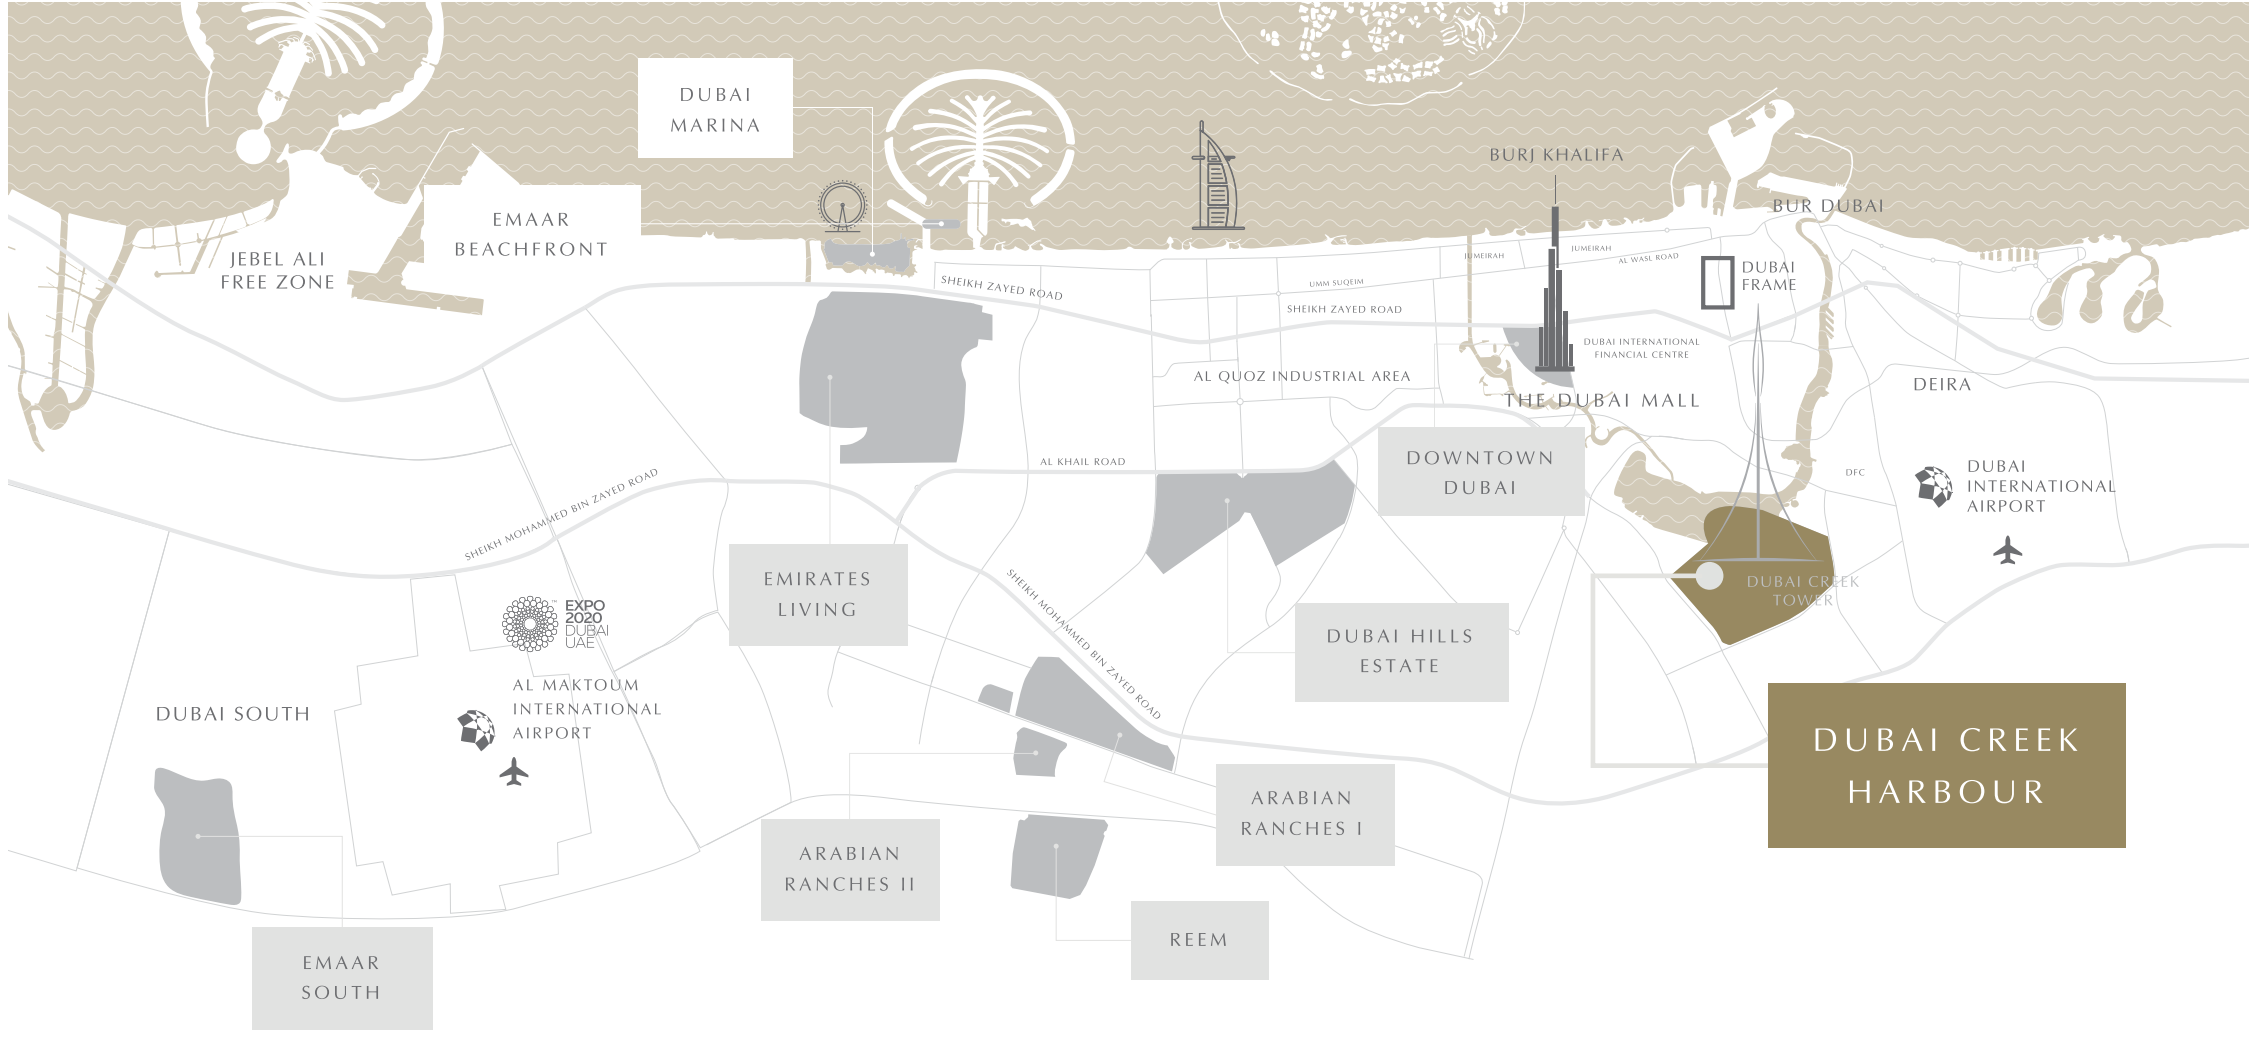 DUBAI
MARINA
BURJ KHALIFA
BUR DUBAI
EMAAR
BEACHFRONT
JEBEL ALI
FREE ZONE
JUMEIRAH
JUMEIRAH
AL WASL ROAD
DUBAI
FRAME
SHEIKH ZAYED ROAD
UMM SUQEIM
SHEIKH ZAYED ROAD
DUBAI INTERNATIONAL
FINANCIAL CENTRE
AL QUOZ INDUSTRIAL AREA
DEIRA
THE DUBAI MALL
AL KHAIL ROAD
DOWNTOWN
DUBAI
DFC
DUBAI
INTERNATIONAL
AIRPORT
SHEIKH MOHAMMED BIN ZAYED ROAD
EMIRATES
LIVING
SHEIKH MOHAMMED BIN ZAYED ROAD
DUBAI CREEK
TOWER
EXPO
2020
DUBAI
UAE
™
DUBAI HILLS
ESTATE
AL MAKTOUM
INTERNATIONAL
AIRPORT
DUBAI SOUTH
DUBAI CREEK
HARBOUR
ARABIAN
RANCHES I
ARABIAN
RANCHES II
REEM
EMAAR
SOUTH